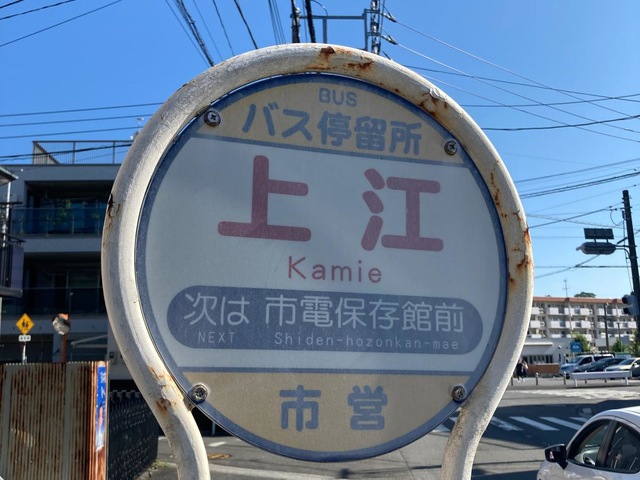 BUS
バス停留所
上江
Kamie
次は 市電保存館前
NEXT Shiden-hozonkan-mae
市営